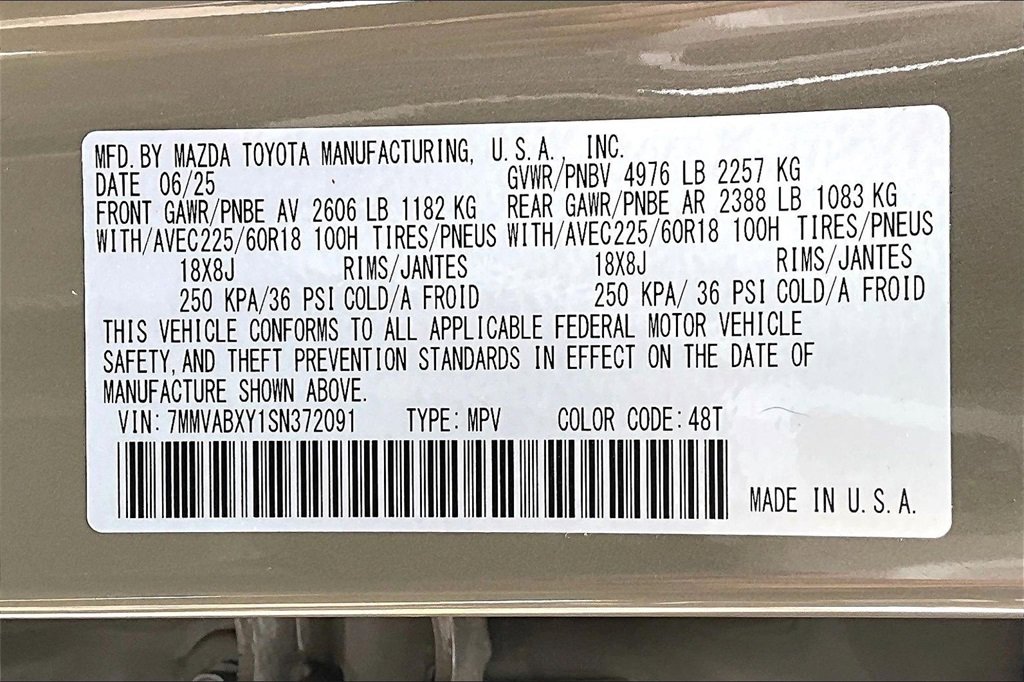 MFD. BY MAZDA TOYOTA MANUFACTURING, U.S.A., INC.
DATE 06/25 GVWR/PNBV 4976 LB 2257 KG
FRONT GAWR/PNBE AV 2606 LB 1182 KG REAR GAWR/PNBE AR 2388 LB 1083 KG
WITH/AVEC225/60R18 100H TIRES/PNEUS WITH/AVEC225/60R18 100H TIRES/PNEUS
18X8J RIMS/JANTES 18X8J RIMS/JANTES
250 KPA/36 PSI COLD/A FROID 250 KPA/ 36 PSI COLD/A FROID
THIS VEHICLE CONFORMS TO ALL APPLICABLE FEDERAL MOTOR VEHICLE
SAFETY, AND THEFT PREVENTION STANDARDS IN EFFECT ON THE DATE OF
MANUFACTURE SHOWN ABOVE.
VIN: 7MMVABXY1SN372091 TYPE: MPV COLOR CODE: 48T
MADE IN U.S.A.